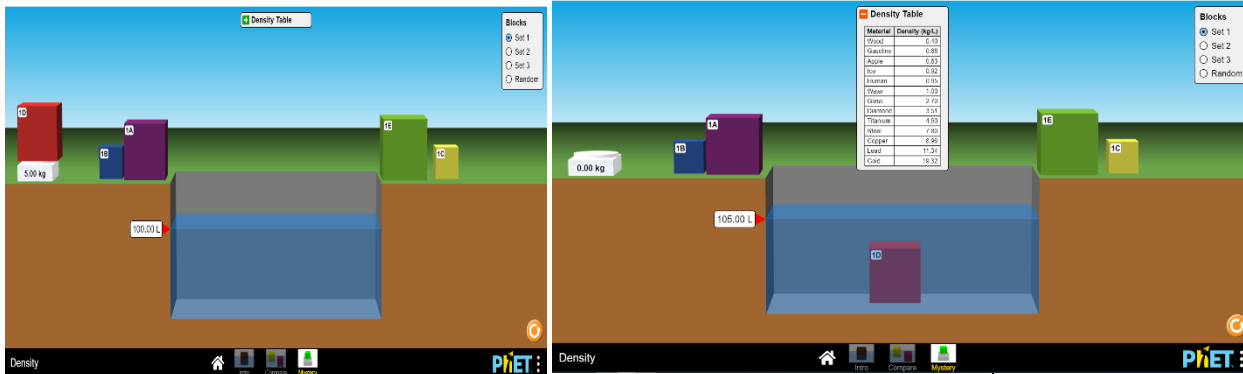 Density Table
Blocks
Set 1
Set 2
Set 3
Random
1D
1A
1B
5.00 kg
1E
1C
100.00 L
Density
Intro
Compare
Mystery
PhET
Density Table
Material Density (kg/L)
Wood 0.40
Gasoline
Apple 0.83
Ice 0.92
Human 0.95
Water 1.00
Glass 2.70
Diamond 3.51
Titanium 4.50
Steel
Copper 8.96
Lead 11.34
Gold 19.32
Blocks
Set 1
Set 2
Set 3
Random
1A
1B
0.00 kg
1E
1C
105.00 L
1D
Density
Intro
Compare
Mystery
PhET